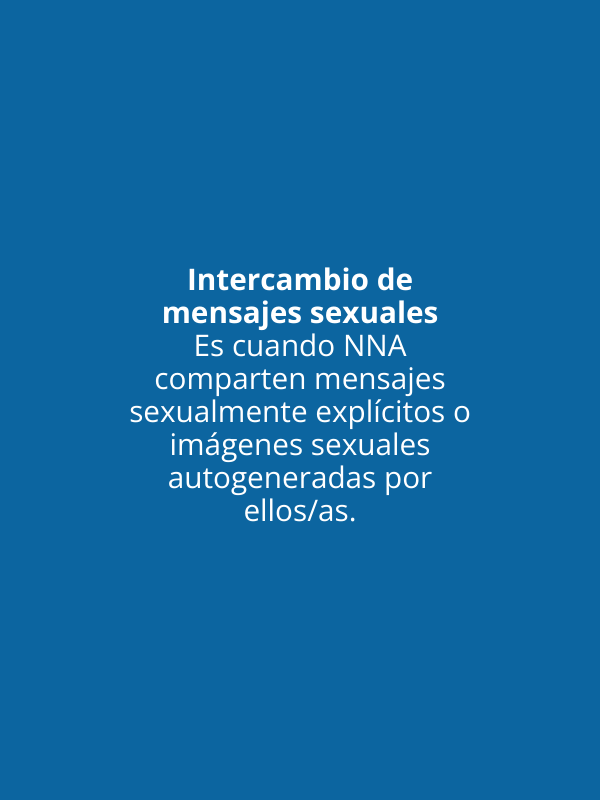 Intercambio de
mensajes sexuales
Es cuando NNA
comparten mensajes
sexualmente explícitos o
imágenes sexuales
autogeneradas por
ellos/as.